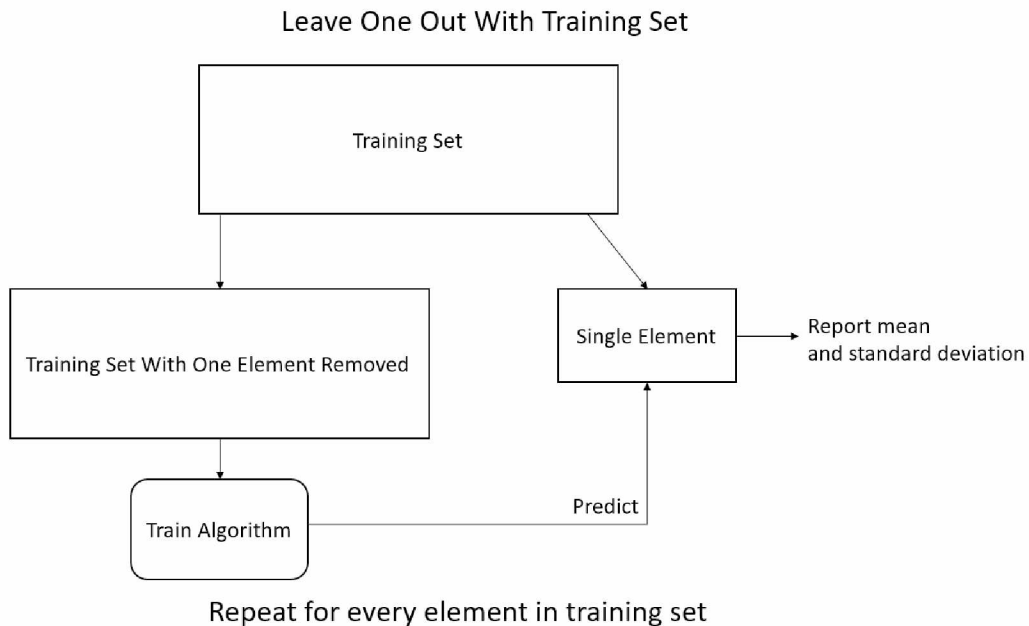 Leave One Out With Training Set
Training Set
Training Set With One Element Removed
Single Element
Report mean
and standard deviation
Train Algorithm
Predict
Repeat for every element in training set